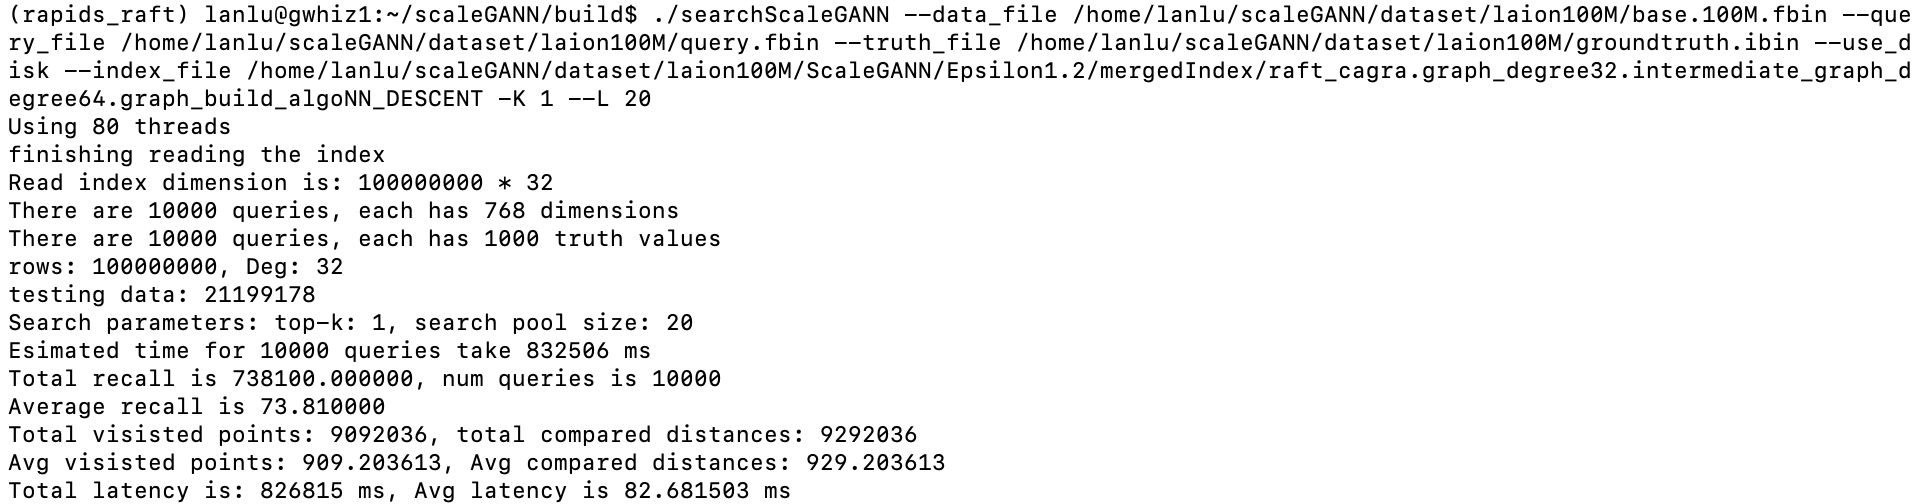 (rapids_raft) lanlu@gwhiz1:~/scaleGANN/build$ ./searchScaleGANN --data_file /home/lanlu/scaleGANN/dataset/laion100M/base.100M.fbin --que
ry_file /home/lanlu/scaleGANN/dataset/laion100M/query.fbin --truth_file /home/lanlu/scaleGANN/dataset/laion100M/groundtruth.ibin --use_d
isk --index_file /home/lanlu/scaleGANN/dataset/laion100M/ScaleGANN/Epsilon1.2/mergedIndex/raft_cagra.graph_degree32.intermediate_graph_d
egree64.graph_build_algoNN_DESCENT -K 1 --L 20
Using 80 threads
finishing reading the index
Read index dimension is: 100000000 * 32
There are 10000 queries, each has 768 dimensions
There are 10000 queries, each has 1000 truth values
rows: 100000000, Deg: 32
testing data: 21199178
Search parameters: top-k: 1, search pool size: 20
Esimated time for 10000 queries take 832506 ms
Total recall is 738100.000000, num queries is 10000
Average recall is 73.810000
Total visisted points: 9092036, total compared distances: 9292036
Avg visisted points: 909.203613, Avg compared distances: 929.203613
Total latency is: 826815 ms, Avg latency is 82.681503 ms